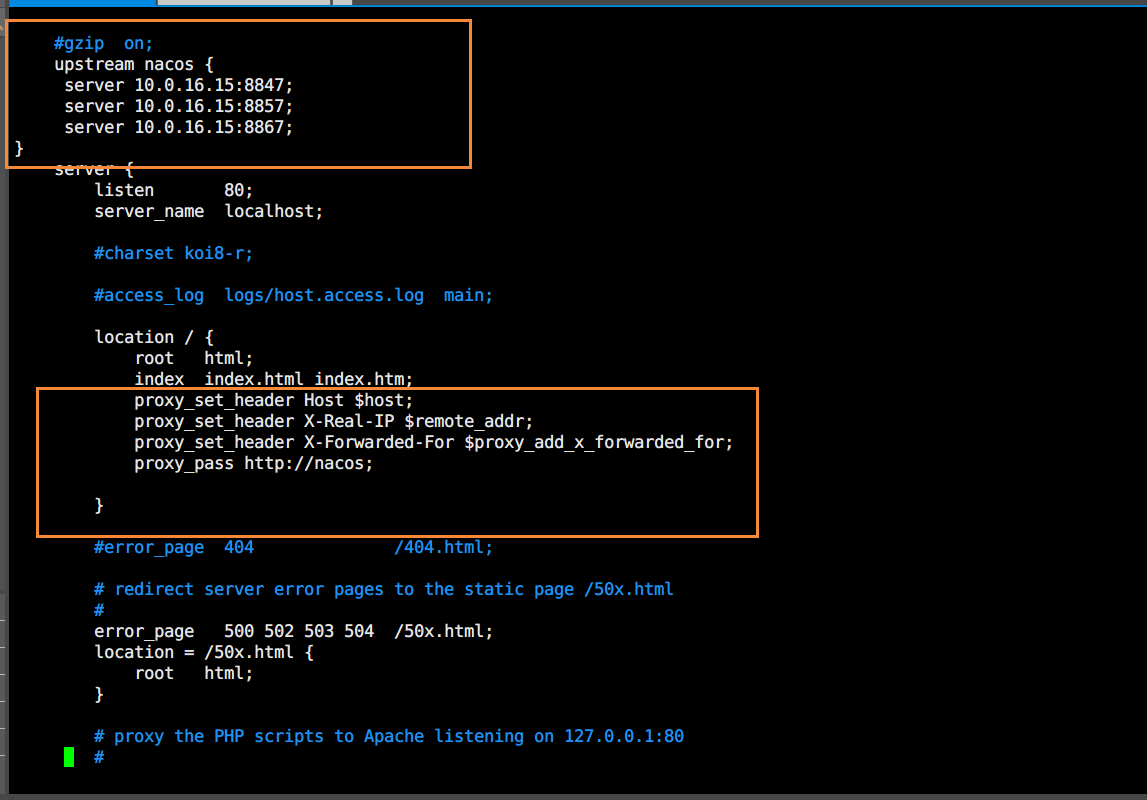 #gzip  on;
upstream nacos {
server 10.0.16.15:8847;
server 10.0.16.15:8857;
server 10.0.16.15:8867;
}
server {
listen       80;
server_name  localhost;
#charset koi8-r;
#access_log  logs/host.access.log  main;
location / {
root   html;
index  index.html index.htm;
proxy_set_header Host $host;
proxy_set_header X-Real-IP $remote_addr;
proxy_set_header X-Forwarded-For $proxy_add_x_forwarded_for;
proxy_pass http://nacos;
}
#error_page  404              /404.html;
# redirect server error pages to the static page /50x.html
#
error_page   500 502 503 504  /50x.html;
location = /50x.html {
root   html;
}
# proxy the PHP scripts to Apache listening on 127.0.0.1:80
#